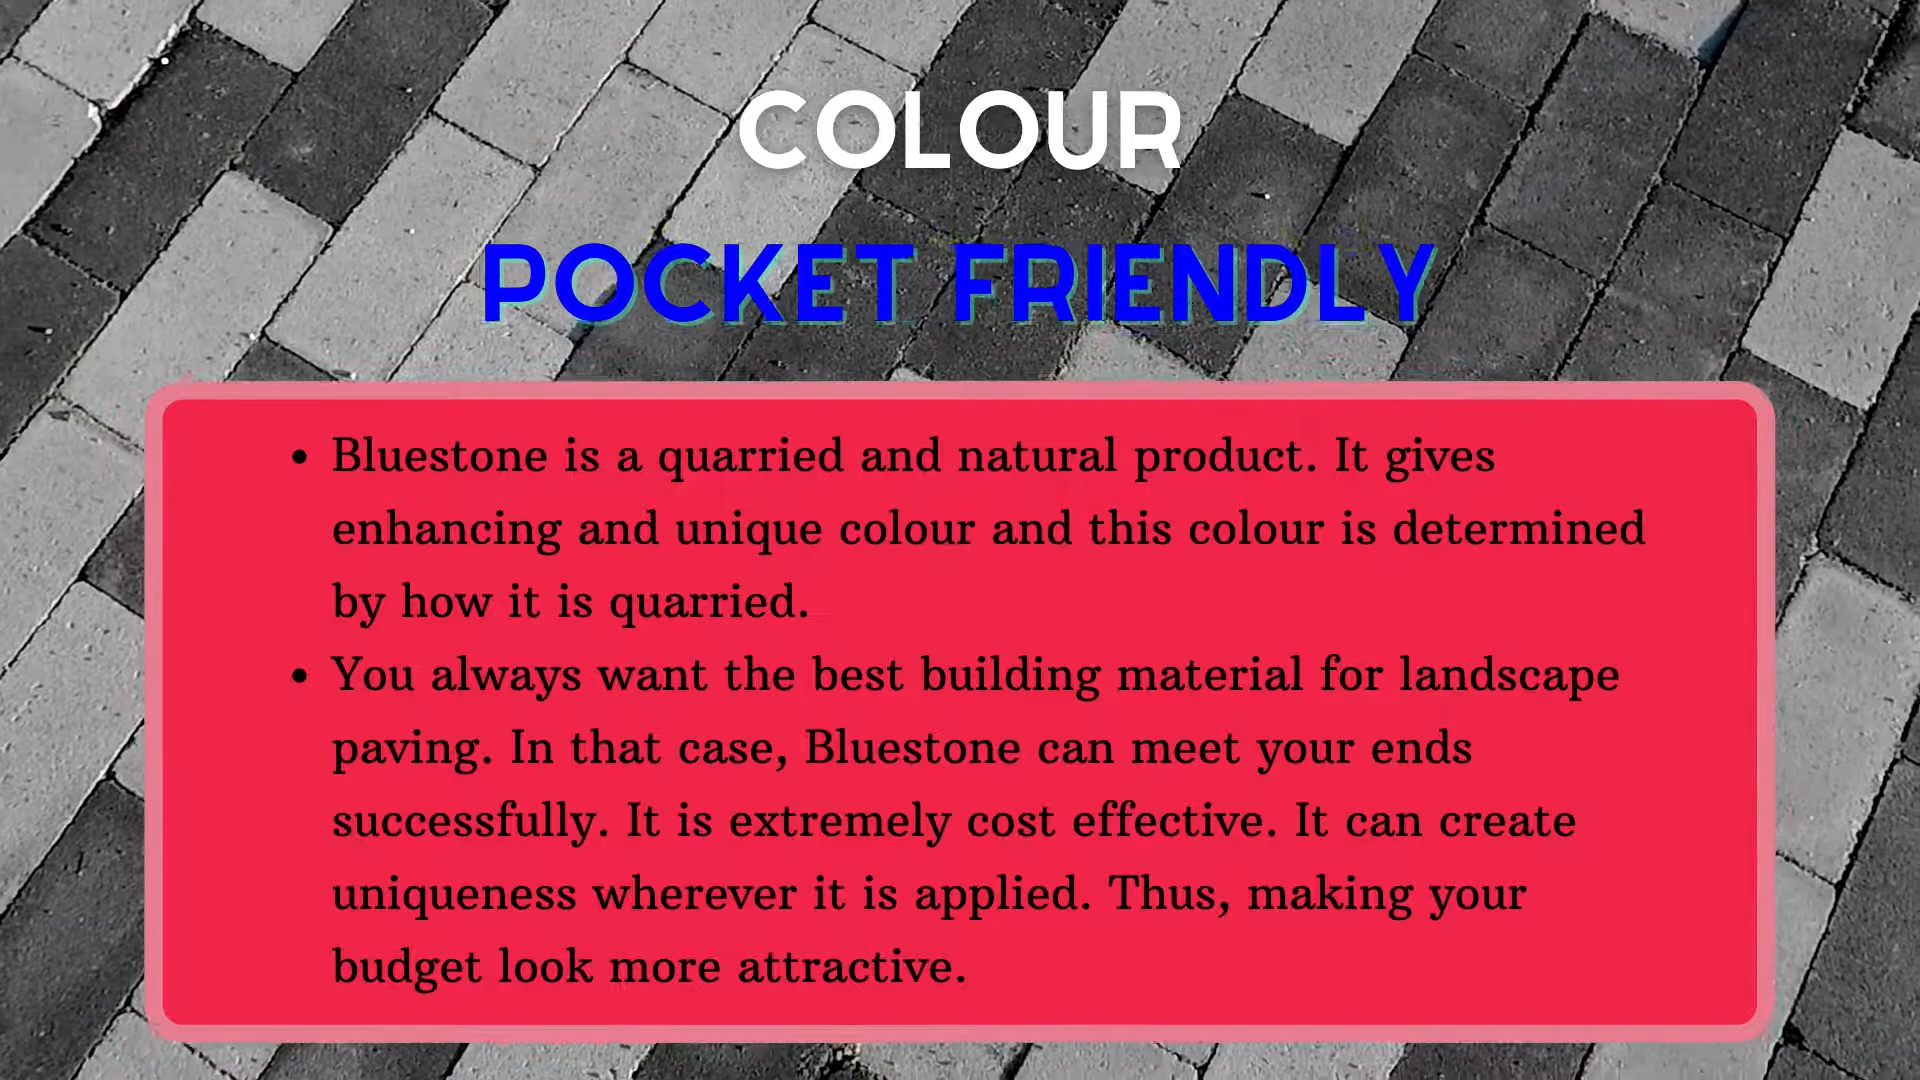 COLOUR
POCKET FRIENDLY
• Bluestone is a quarried and natural product. It gives
enhancing and unique colour and this colour is determined
by how it is quarried.
• You always want the best building material for landscape
paving. In that case, Bluestone can meet your ends
successfully. It is extremely cost effective. It can create
uniqueness wherever it is applied. Thus, making your
budget look more attractive.